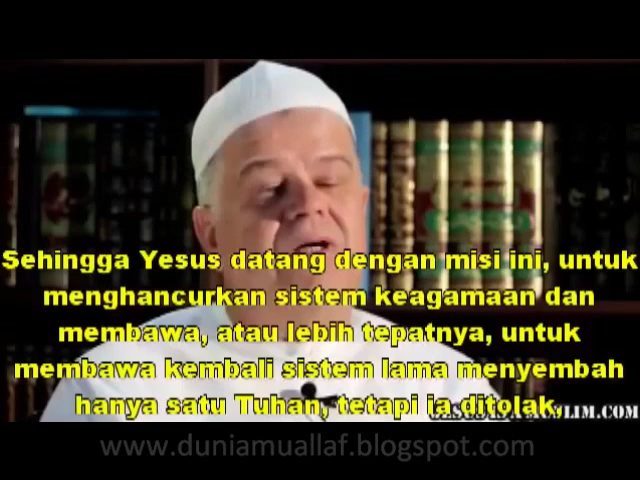 Sehingga Yesus datang dengan misi ini, untuk
menghancurkan sistem keagamaan dan
membawa, atau lebih tepatnya, untuk
membawa kembali sistem lama menyembah
hanya satu Tuhan, tetapi ia ditolak,
www.duniamuallaf.blogspot.com